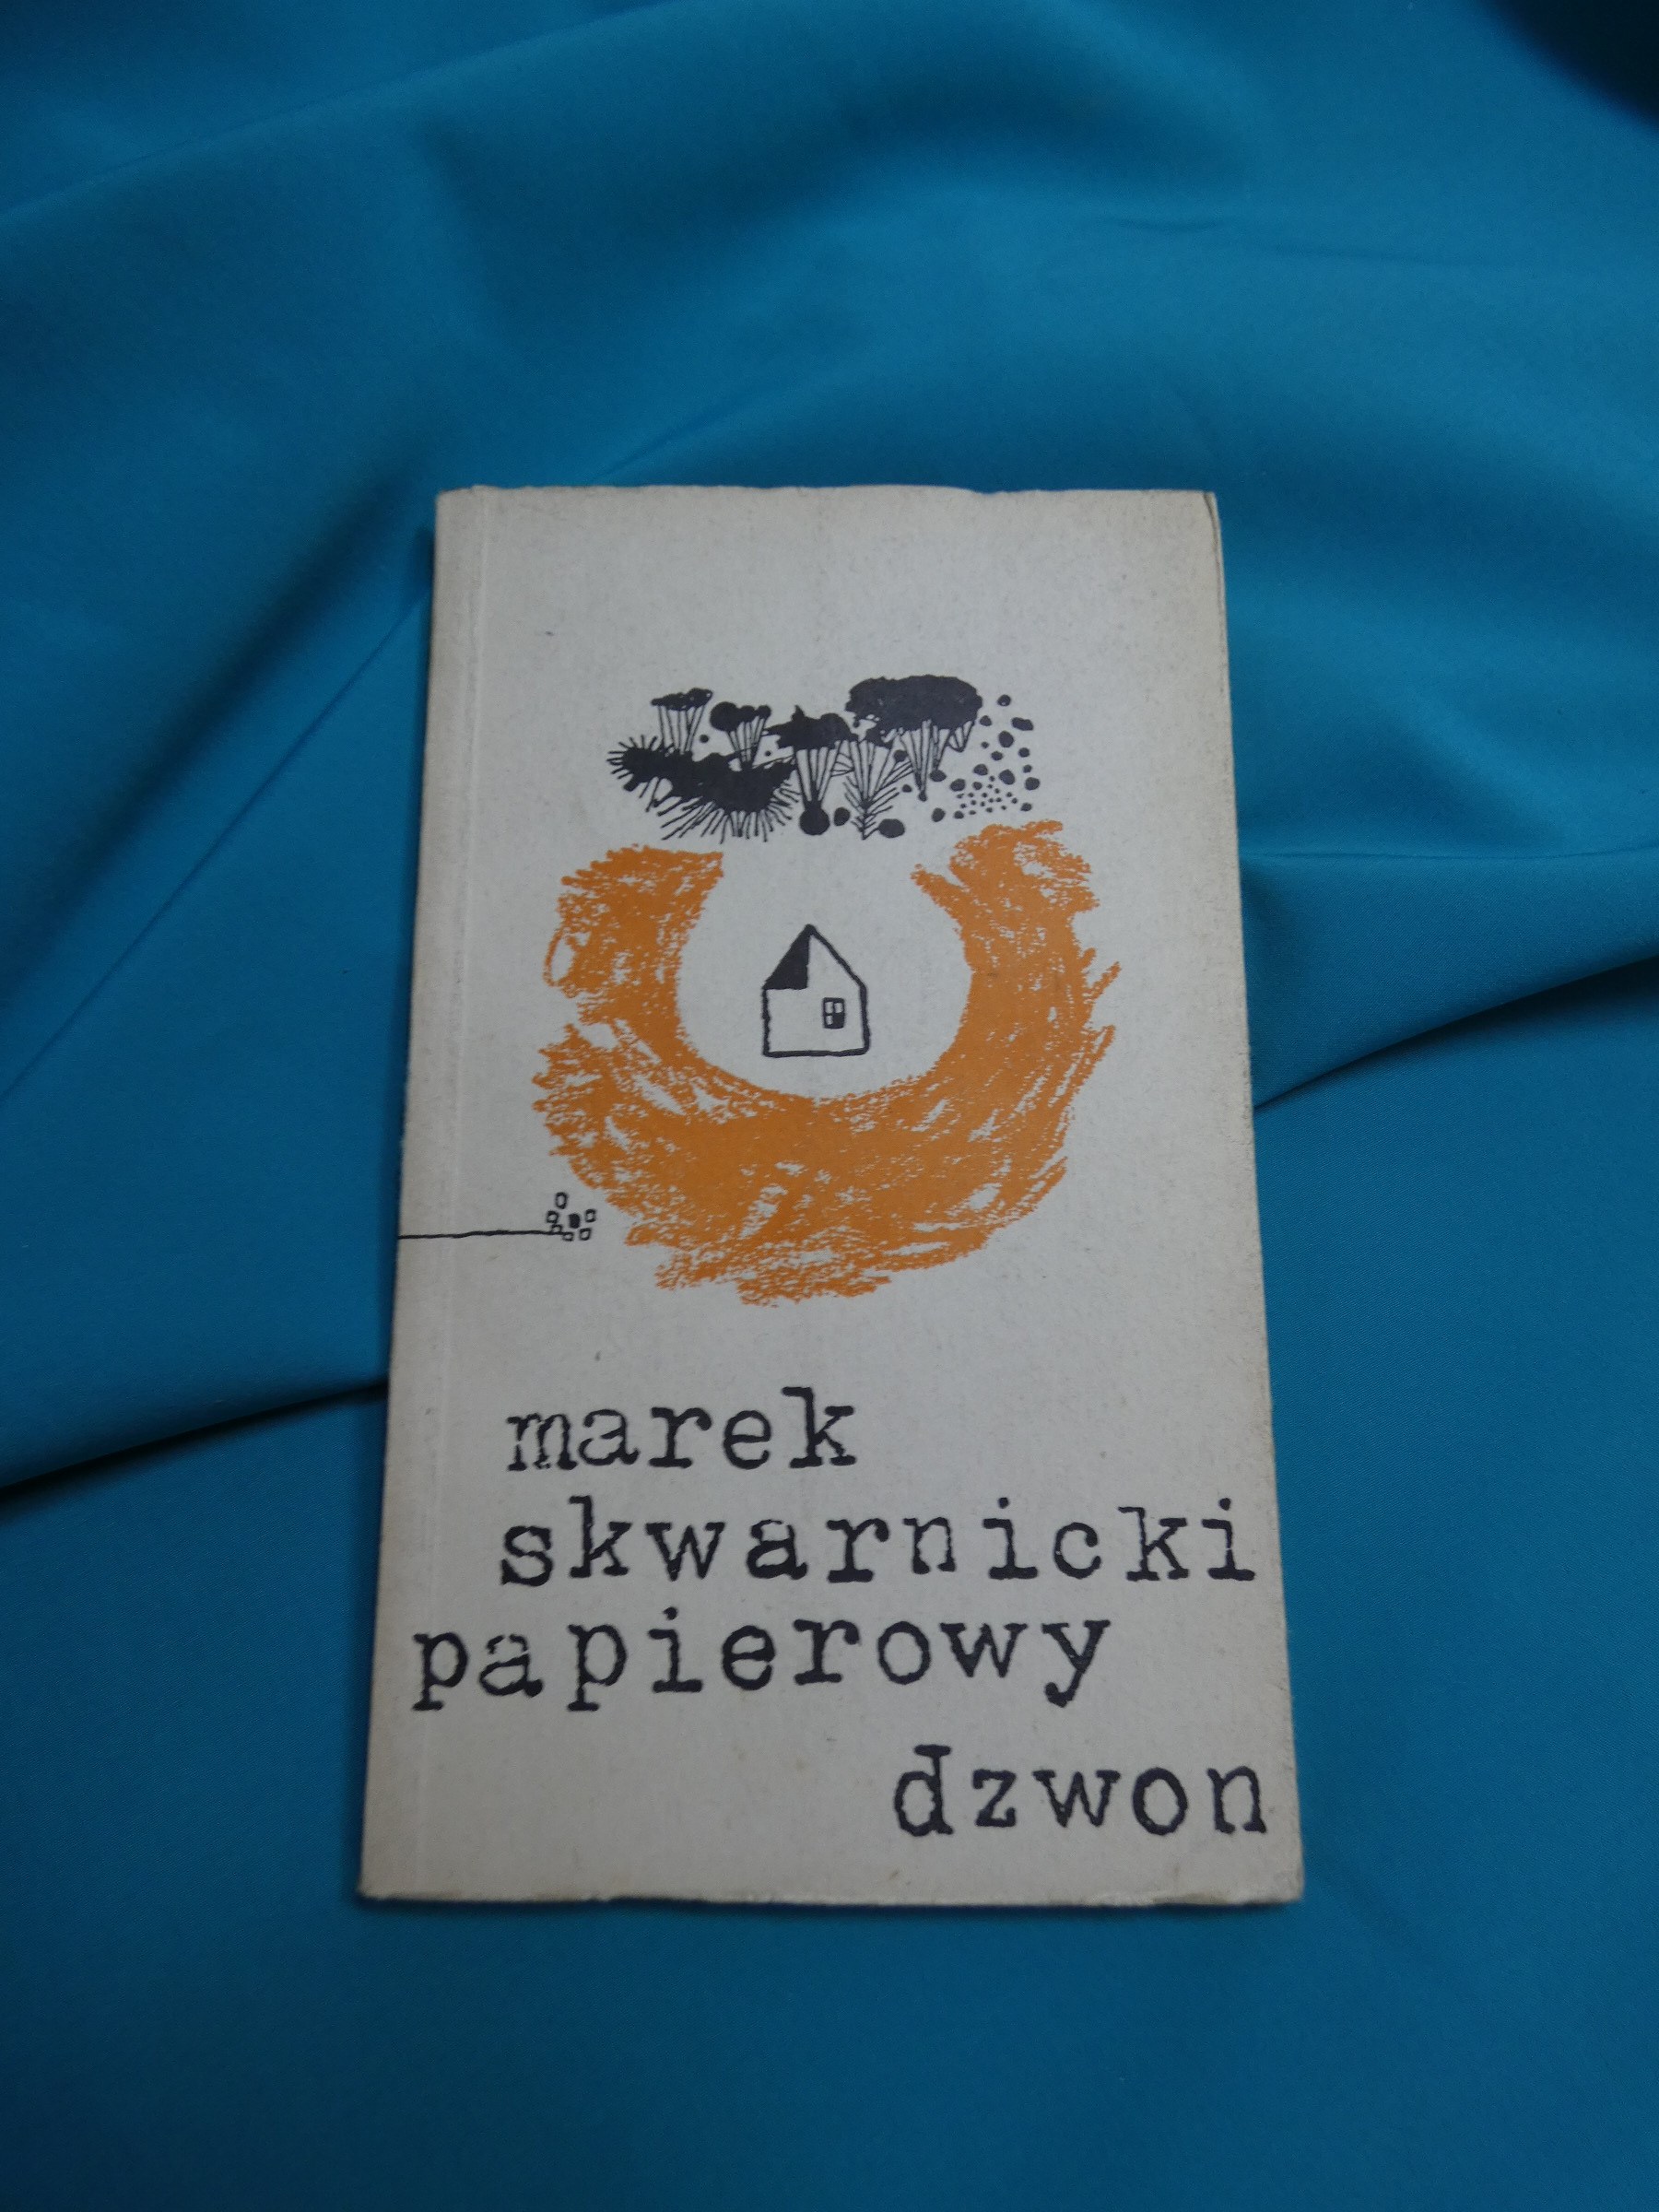 marek
skwarnicki
papierowy
dzwon